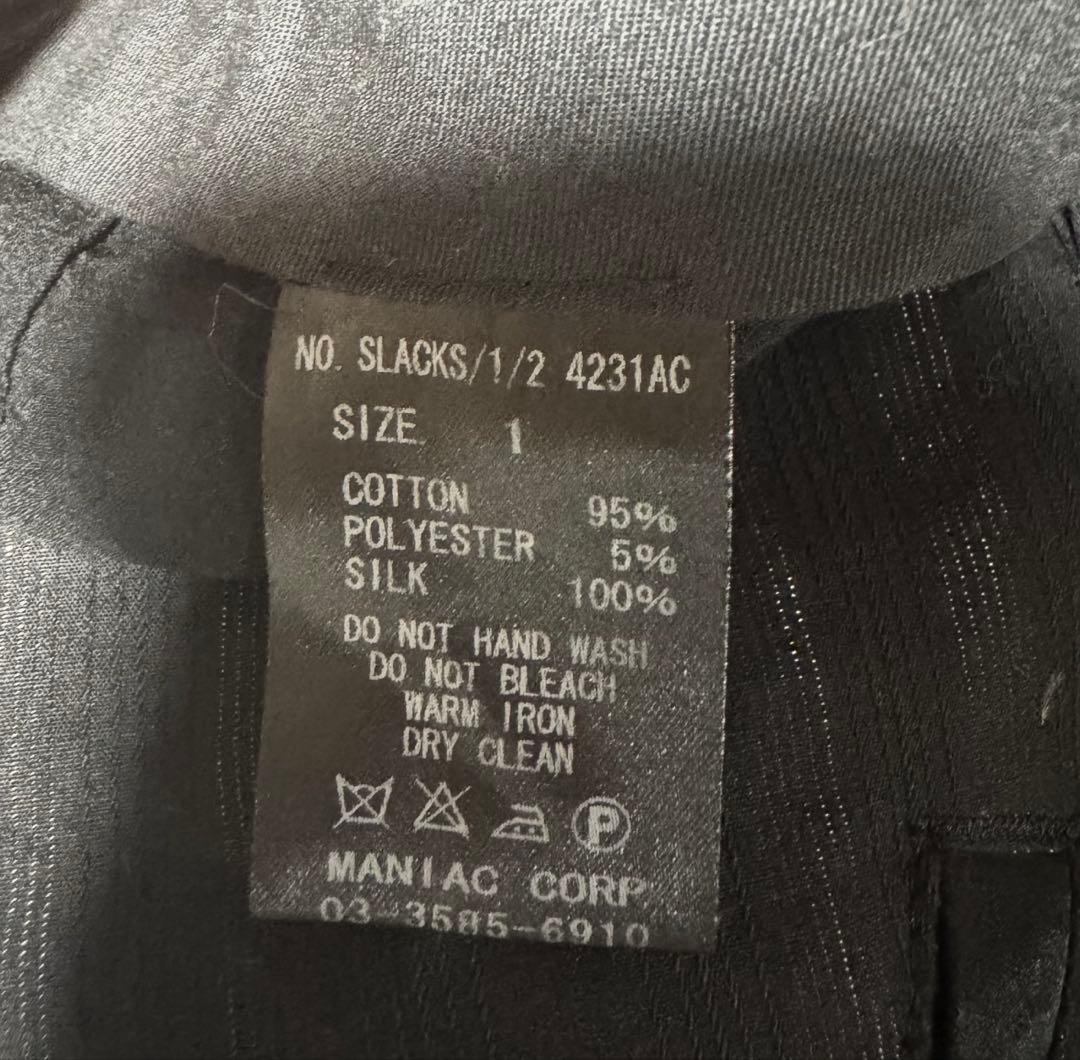 NO. SLACKS/1/2 4231AC
SIZE 1
COTTON 95%
POLYESTER 5%
SILK 100%
DO NOT HAND WASH
DO NOT BLEACH
WARM IRON
DRY CLEAN
P
MANIAC CORP
03-3585-6910